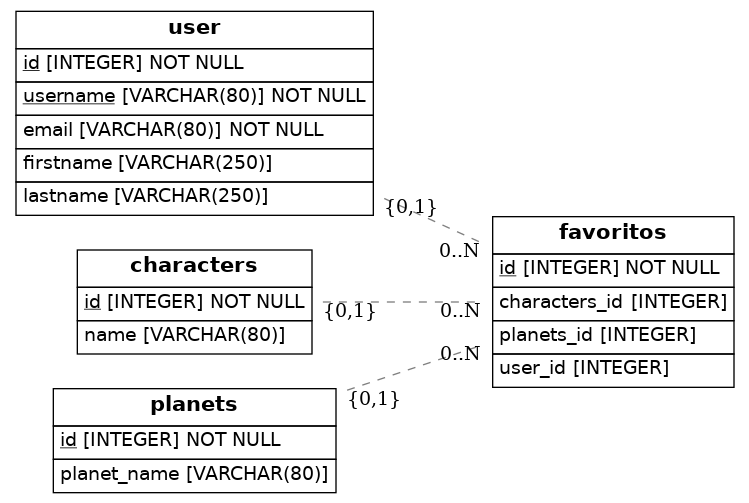 user
id [INTEGER] NOT NULL
username [VARCHAR(80)] NOT NULL
email [VARCHAR(80)] NOT NULL
firstname [VARCHAR(250)]
lastname [VARCHAR(250)]
{0,1}
0..N
characters
id [INTEGER] NOT NULL
name [VARCHAR(80)]
{0,1}
0..N
planets
id [INTEGER] NOT NULL
planet_name [VARCHAR(80)]
{0,1}
0..N
favoritos
id [INTEGER] NOT NULL
characters_id [INTEGER]
planets_id [INTEGER]
user_id [INTEGER]